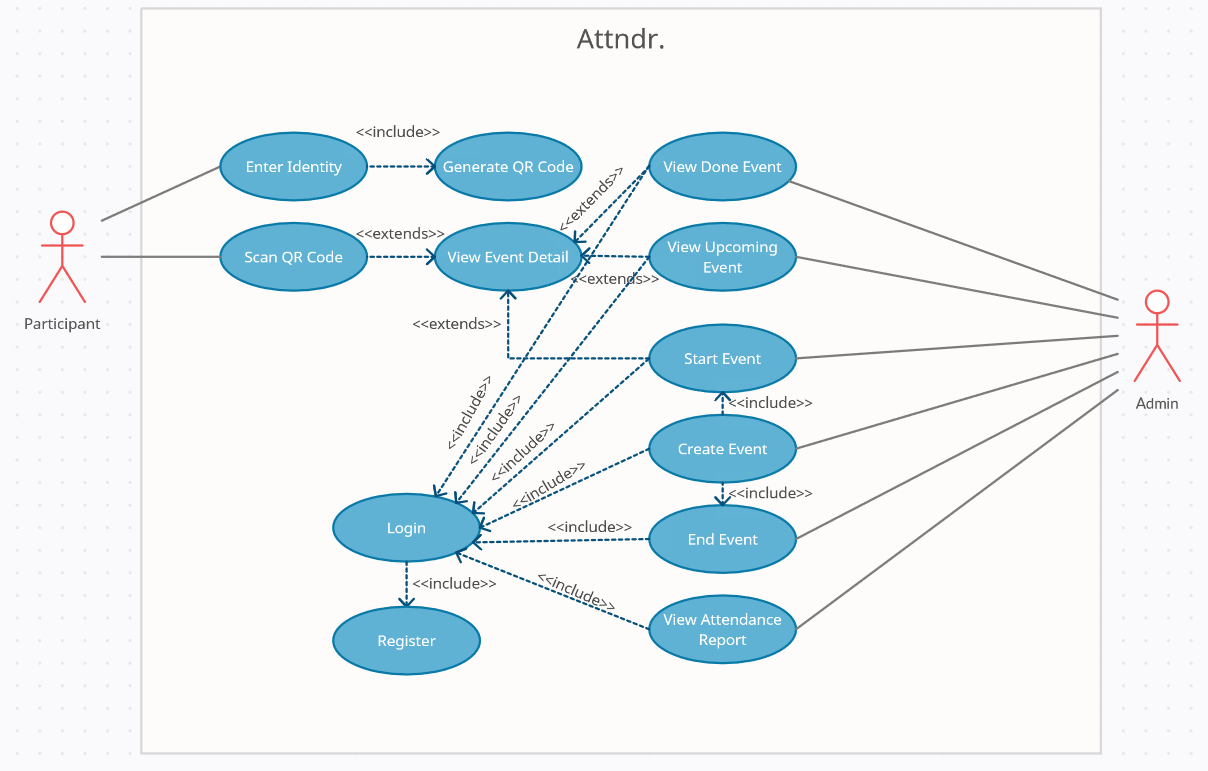 Attndr.
<<include>>
Enter Identity
Generate QR Code
View Done Event
<<extends>>
<<extends>>
Scan QR Code
View Event Detail
View Upcoming
Event
<<extends>>
Participant
<<extends>>
Start Event
Admin
<<include>>
<<include>>
<<include>>
<<include>>
Create Event
<<include>>
<<include>>
Login
<<include>>
End Event
<<include>>
<<include>>
Register
View Attendance
Report